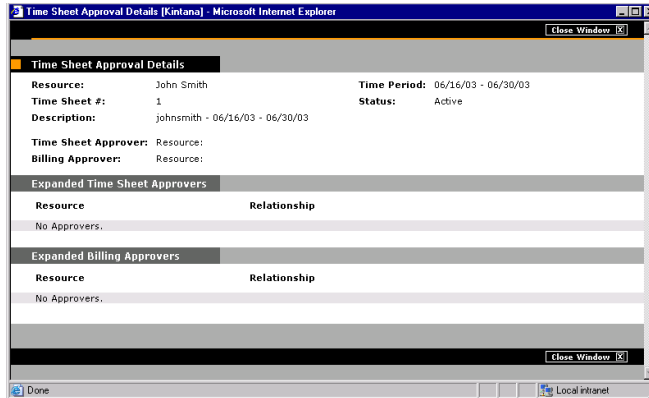 Time Sheet Approval Details [Kintana] - Microsoft Internet Explorer
Close Window X
Time Sheet Approval Details
Resource: John Smith Time Period: 06/16/03 - 06/30/03
Time Sheet #: 1 Status: Active
Description: johnsmith - 06/16/03 - 06/30/03
Time Sheet Approver: Resource:
Billing Approver: Resource:
Expanded Time Sheet Approvers
Resource Relationship
No Approvers.
Expanded Billing Approvers
Resource Relationship
No Approvers.
Close Window X
Done Local intranet